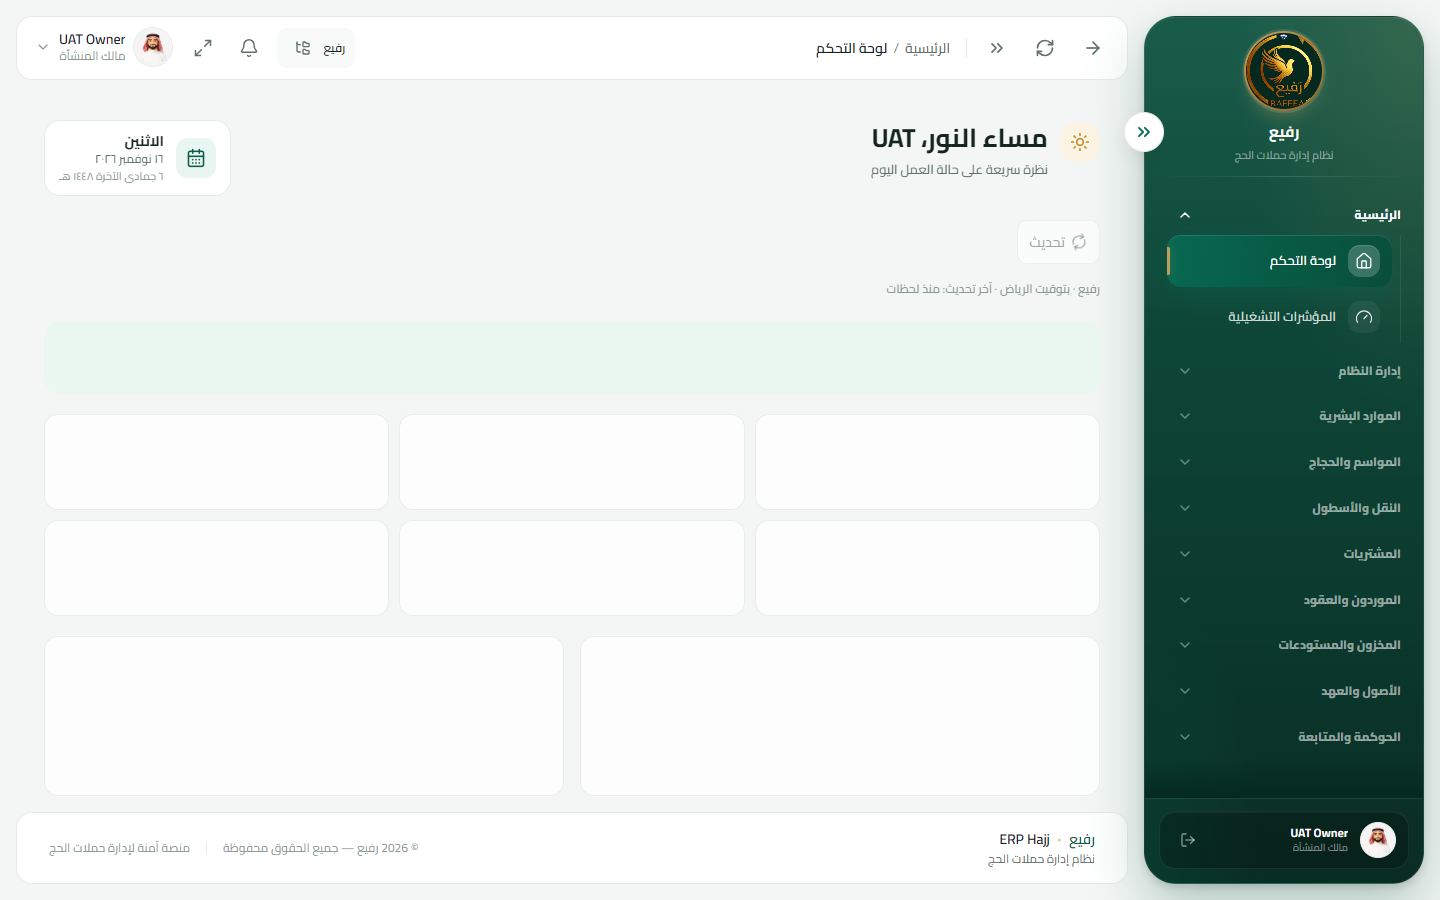 رفيع
RAFEEA
رفيع
نظام إدارة حملات الحج
الرئيسية
لوحة التحكم
المؤشرات التشغيلية
إدارة النظام
الموارد البشرية
المواسم والحجاج
النقل والأسطول
المشتريات
الموردون والعقود
المخزون والمستودعات
الأصول والعهد
الحوكمة والمتابعة
UAT Owner
مالك المنشأة
الرئيسية / لوحة التحكم
رفيع
UAT Owner
مالك المنشأة
مساء النور، UAT
نظرة سريعة على حالة العمل اليوم
الاثنين
١٦ نوفمبر ٢٠٢٦
٦ جمادى الآخرة ١٤٤٨ هـ
تحديث
رفيع · بتوقيت الرياض · آخر تحديث: منذ لحظات
رفيع · ERP Hajj
نظام إدارة حملات الحج
© 2026 رفيع — جميع الحقوق محفوظة
منصة آمنة لإدارة حملات الحج